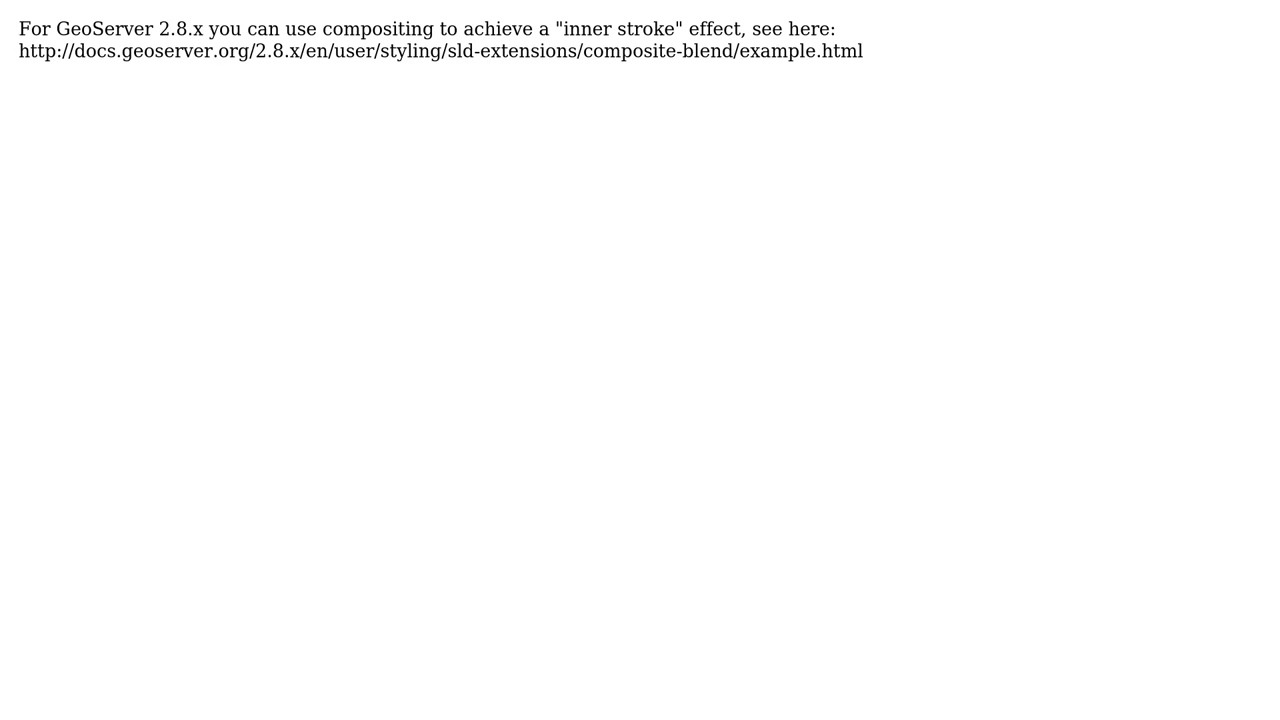 For GeoServer 2.8.x you can use compositing to achieve a "inner stroke" effect, see here:
http://docs.geoserver.org/2.8.x/en/user/styling/sld-extensions/composite-blend/example.html